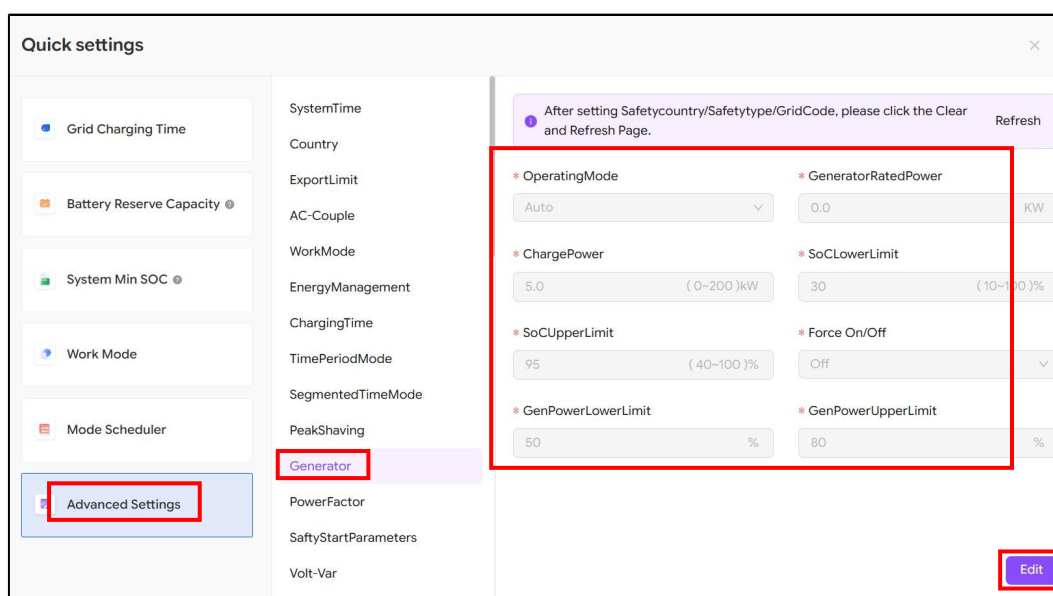 Quick settings
Grid Charging Time
Battery Reserve Capacity
System Min SOC
Work Mode
Mode Scheduler
Advanced Settings
SystemTime
Country
ExportLimit
AC-Couple
WorkMode
EnergyManagement
ChargingTime
TimePeriodMode
SegmentedTimeMode
PeakShaving
Generator
PowerFactor
SaftyStartParameters
Volt-Var
After setting Safetycountry/Safetytype/GridCode, please click the Clear
and Refresh Page.
Refresh
* OperatingMode
Auto
* GeneratorRatedPower
0.0 KW
* ChargePower
5.0 ( 0~200 )kW
* SoCLowerLimit
30 ( 10~100 )%
* SoCUpperLimit
95 ( 40~100 )%
* Force On/Off
Off
* GenPowerLowerLimit
50 %
* GenPowerUpperLimit
80 %
Edit